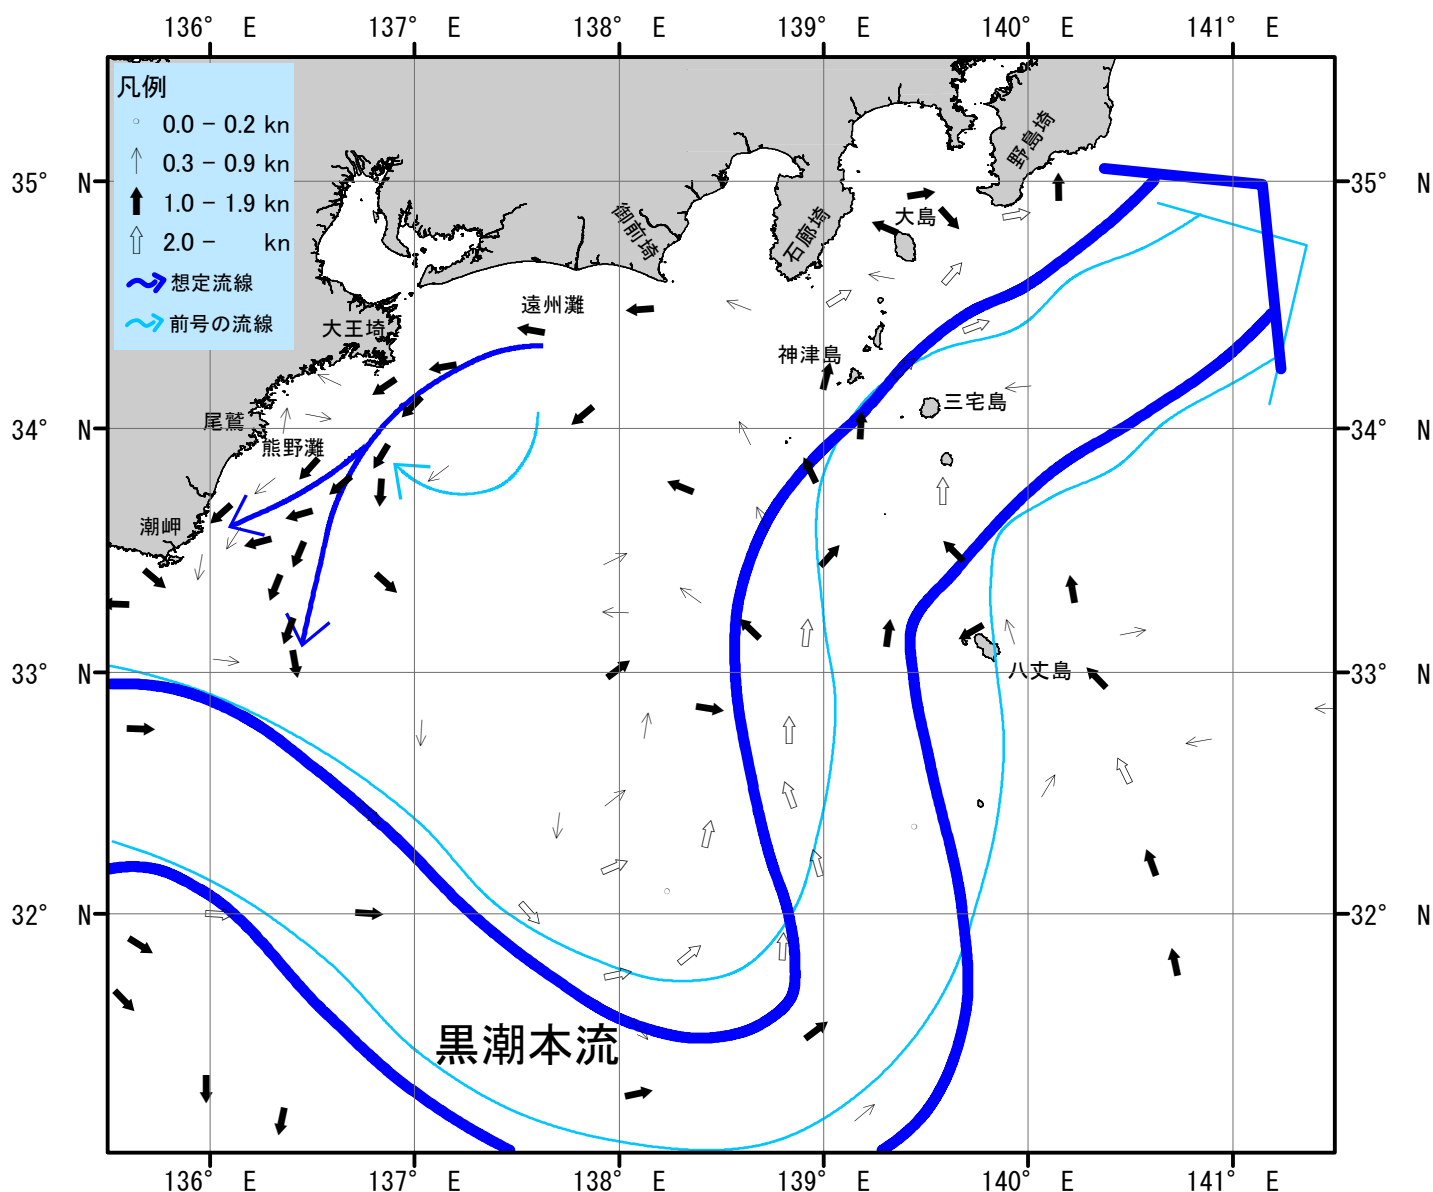 136° E 137° E 138° E 139° E 140° E 141° E
凡例
0.0 − 0.2 kn
0.3 − 0.9 kn
1.0 − 1.9 kn
2.0 − kn
想定流線
前号の流線
野島埼
35° N
35° N
御前埼
石廊埼
大島
遠州灘
大王埼
神津島
三宅島
尾鷲
34° N
34° N
熊野灘
潮岬
33° N
八丈島
33° N
32° N
32° N
黒潮本流
136° E 137° E 138° E 139° E 140° E 141° E